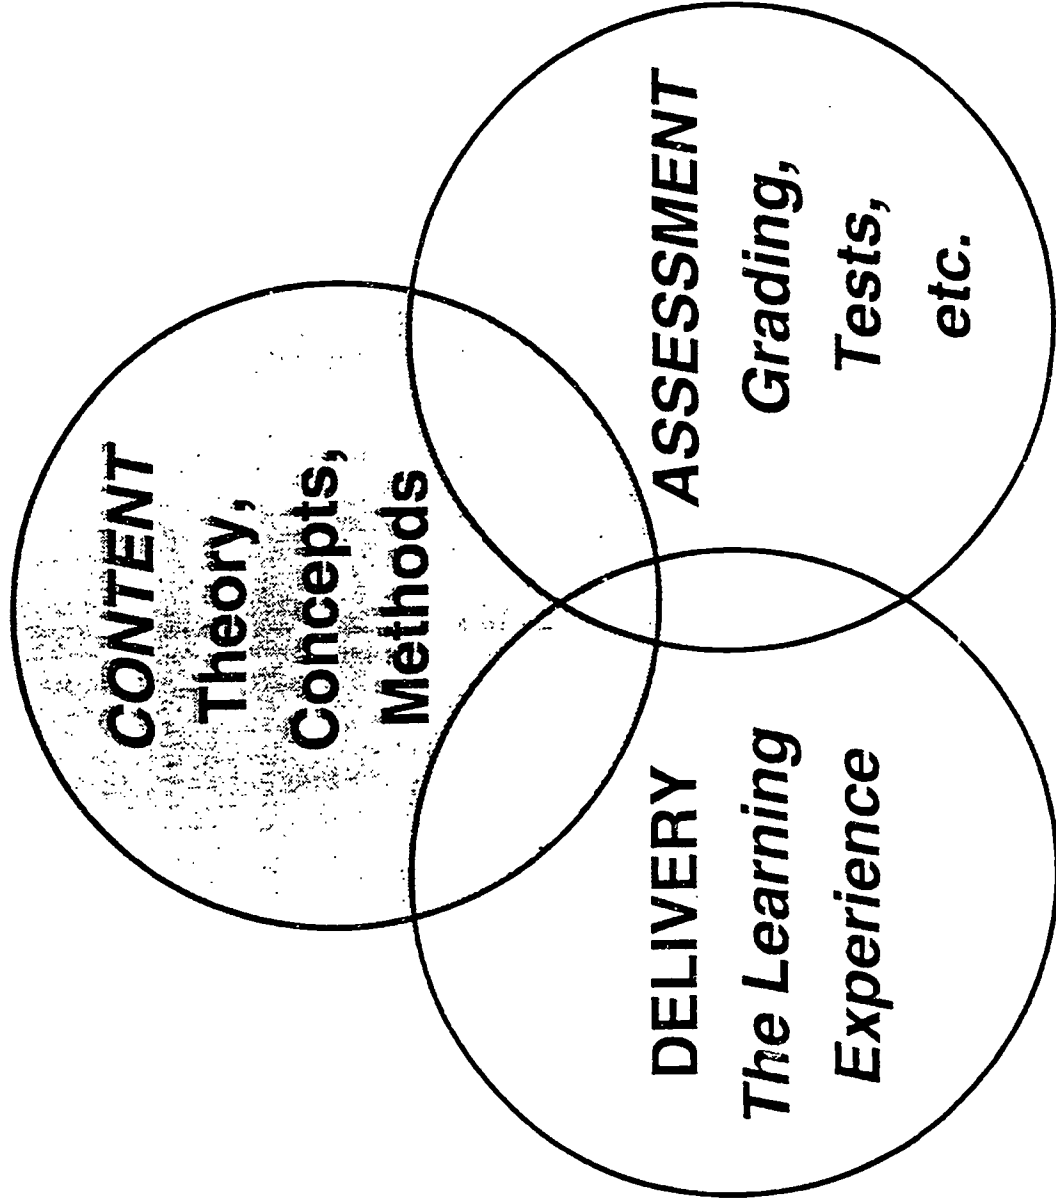 CONTENT
Theory,
Concepts,
Methods
DELIVERY
The Learning
Experience
ASSESSMENT
Grading,
Tests,
etc.